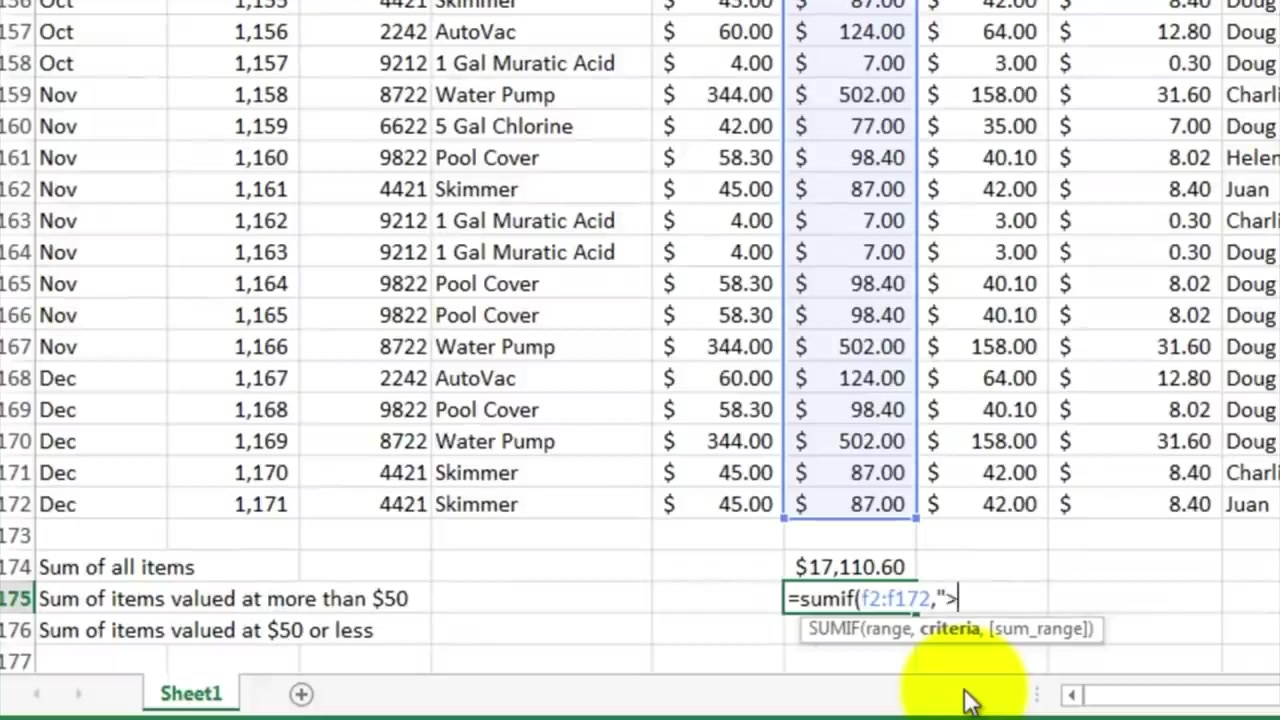 156 Oct 1,155 4421 Skimmer $ 45.00 $ 87.00 $ 42.00 $ 8.40 Doug
157 Oct 1,156 2242 AutoVac $ 60.00 $ 124.00 $ 64.00 $ 12.80 Doug
158 Oct 1,157 9212 1 Gal Muratic Acid $ 4.00 $ 7.00 $ 3.00 $ 0.30 Doug
159 Nov 1,158 8722 Water Pump $ 344.00 $ 502.00 $ 158.00 $ 31.60 Charli
160 Nov 1,159 6622 5 Gal Chlorine $ 42.00 $ 77.00 $ 35.00 $ 7.00 Doug
161 Nov 1,160 9822 Pool Cover $ 58.30 $ 98.40 $ 40.10 $ 8.02 Helen
162 Nov 1,161 4421 Skimmer $ 45.00 $ 87.00 $ 42.00 $ 8.40 Juan
163 Nov 1,162 9212 1 Gal Muratic Acid $ 4.00 $ 7.00 $ 3.00 $ 0.30 Charli
164 Nov 1,163 9212 1 Gal Muratic Acid $ 4.00 $ 7.00 $ 3.00 $ 0.30 Doug
165 Nov 1,164 9822 Pool Cover $ 58.30 $ 98.40 $ 40.10 $ 8.02 Doug
166 Nov 1,165 9822 Pool Cover $ 58.30 $ 98.40 $ 40.10 $ 8.02 Doug
167 Nov 1,166 8722 Water Pump $ 344.00 $ 502.00 $ 158.00 $ 31.60 Doug
168 Dec 1,167 2242 AutoVac $ 60.00 $ 124.00 $ 64.00 $ 12.80 Doug
169 Dec 1,168 9822 Pool Cover $ 58.30 $ 98.40 $ 40.10 $ 8.02 Doug
170 Dec 1,169 8722 Water Pump $ 344.00 $ 502.00 $ 158.00 $ 31.60 Doug
171 Dec 1,170 4421 Skimmer $ 45.00 $ 87.00 $ 42.00 $ 8.40 Charli
172 Dec 1,171 4421 Skimmer $ 45.00 $ 87.00 $ 42.00 $ 8.40 Juan
173
174 Sum of all items $17,110.60
175 Sum of items valued at more than $50 =sumif(f2:f172,">
176 Sum of items valued at $50 or less SUMIF(range, criteria, [sum_range])
177
Sheet1